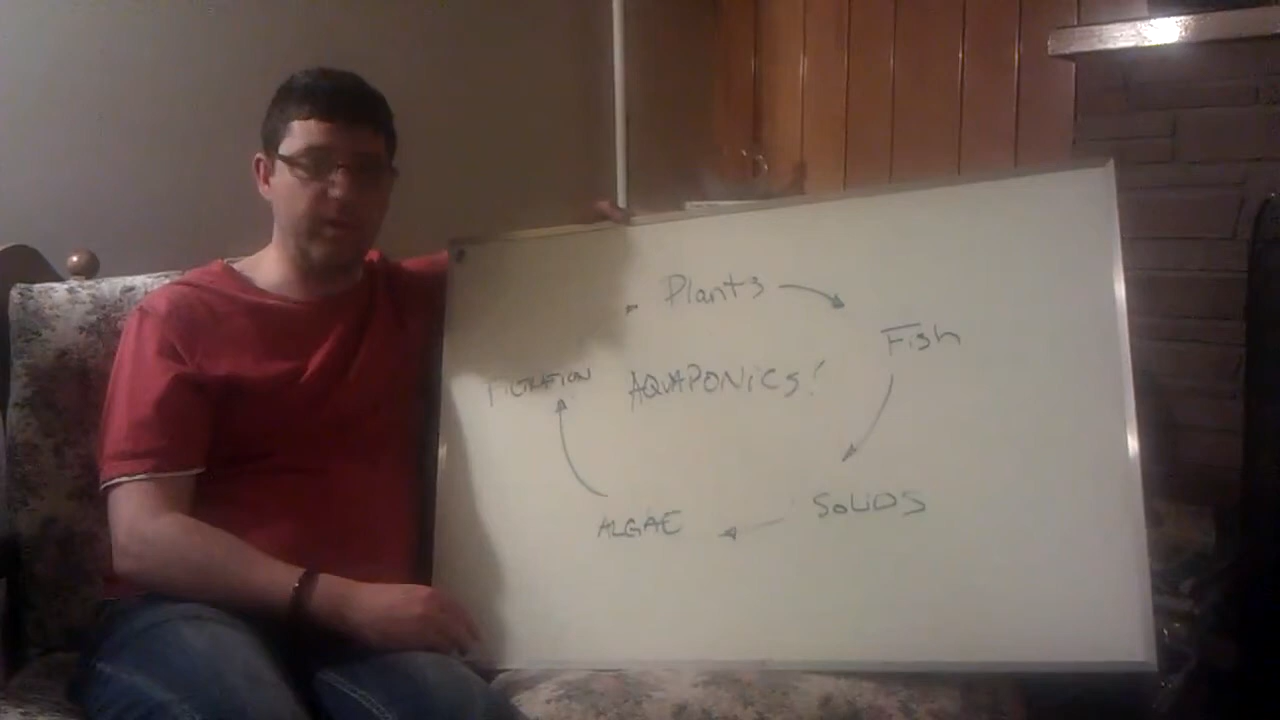 Plants
Fish
FILTRATION
AQUAPONICS!
SOLIDS
ALGAE